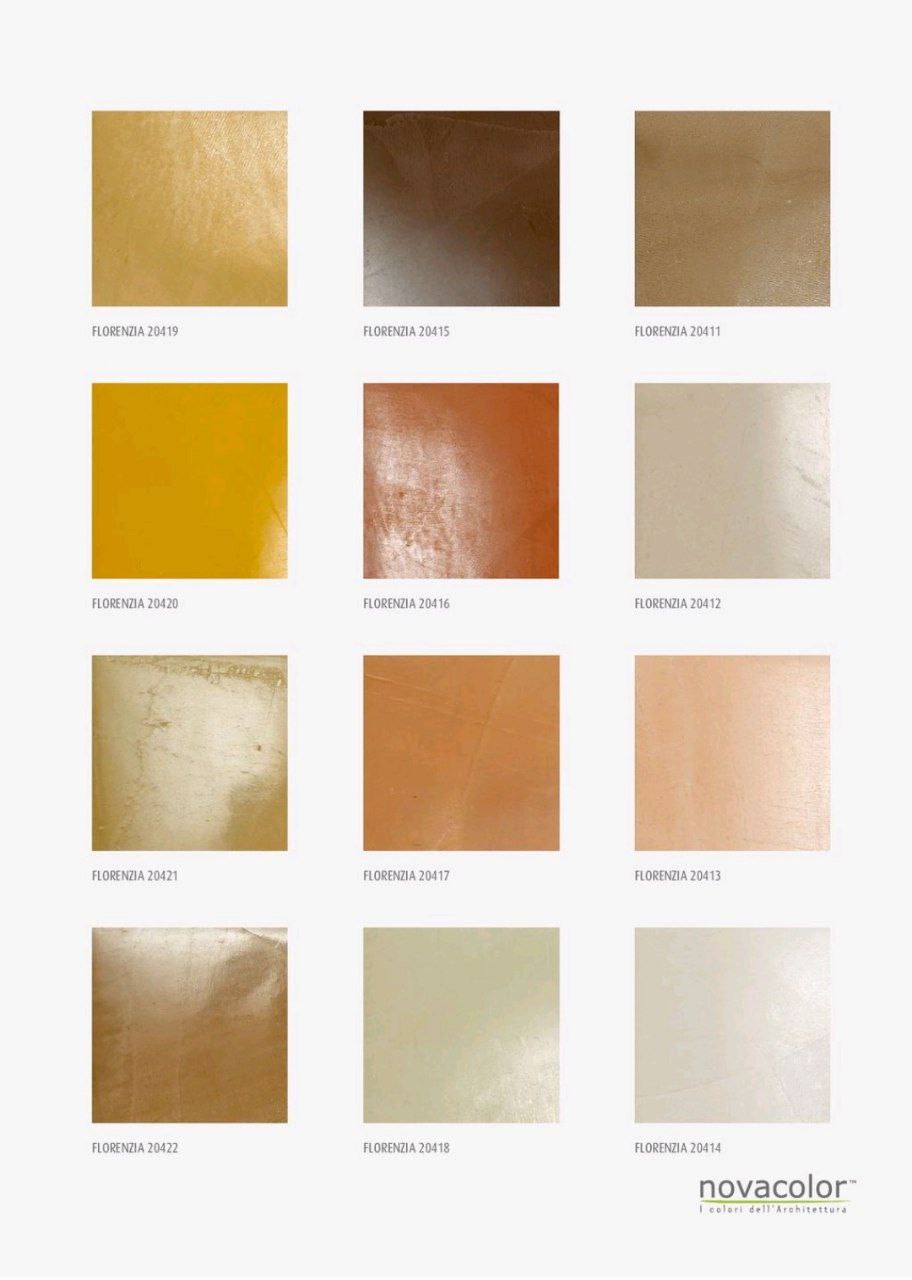 FLORENZIA 20419
FLORENZIA 20415
FLORENZIA 20411
FLORENZIA 20420
FLORENZIA 20416
FLORENZIA 20412
FLORENZIA 20421
FLORENZIA 20417
FLORENZIA 20413
FLORENZIA 20422
FLORENZIA 20418
FLORENZIA 20414
novacolor™
I colori dell'Architettura